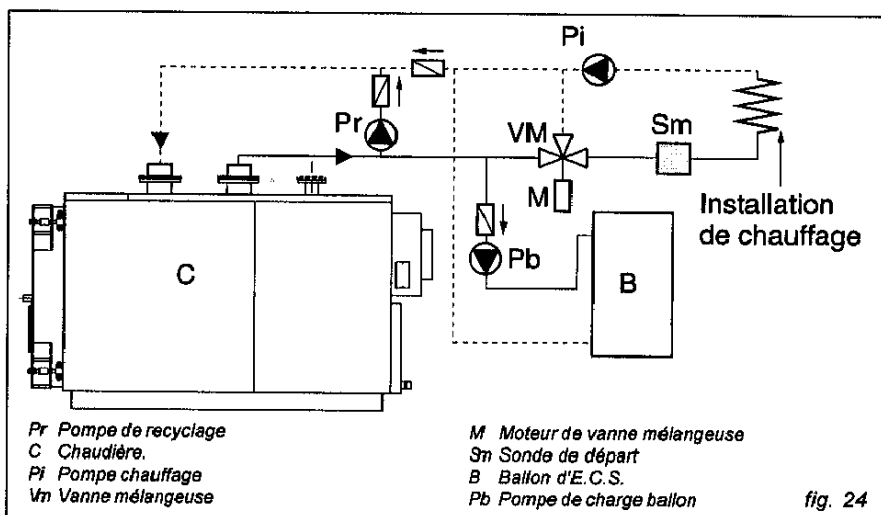 Pi
Pr
VM
Sm
M
Installation
de chauffage
Pb
C
B
Pr Pompe de recyclage
C Chaudière.
Pi Pompe chauffage
Vm Vanne mélangeuse
M Moteur de vanne mélangeuse
Sm Sonde de départ
B Ballon d'E.C.S.
Pb Pompe de charge ballon
fig. 24